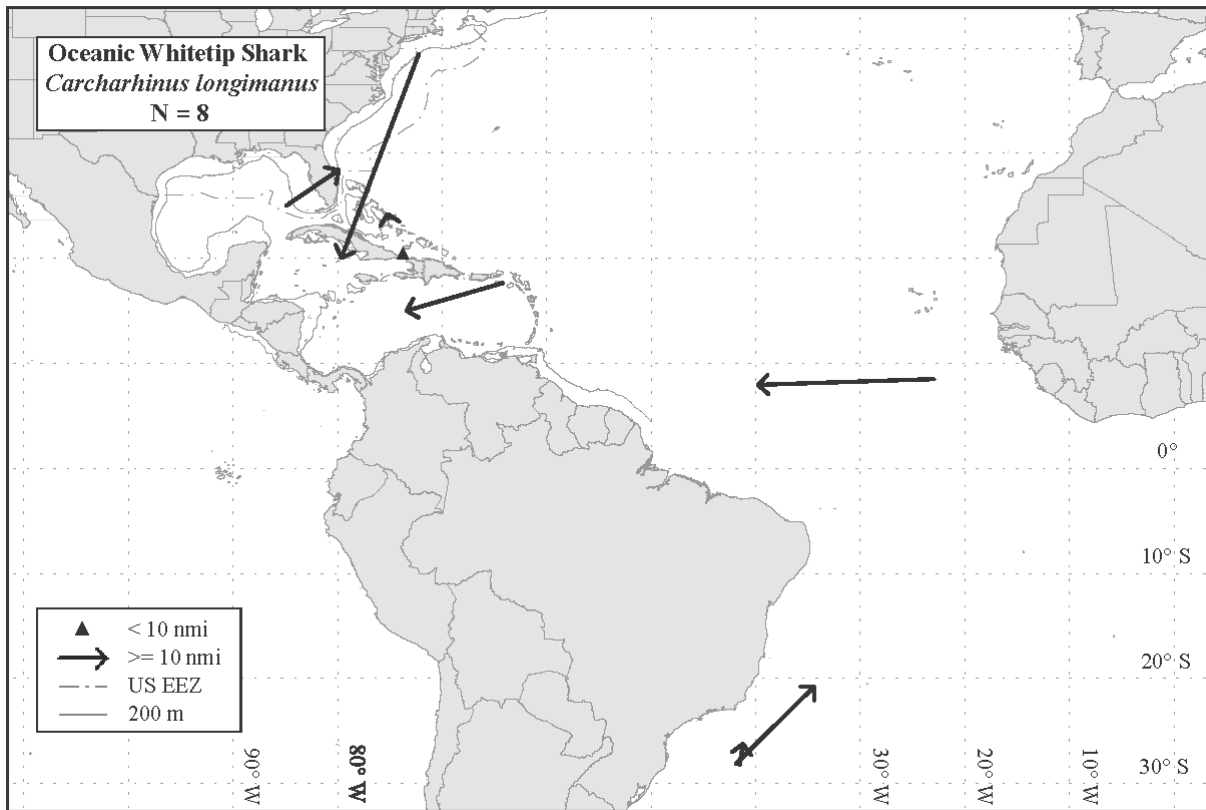 Oceanic Whitetip Shark
Carcharhinus longimanus
N = 8
0°
10° S
20° S
30° S
< 10 nmi
>= 10 nmi
US EEZ
200 m
90° W
80° W
30° W
20° W
10° W